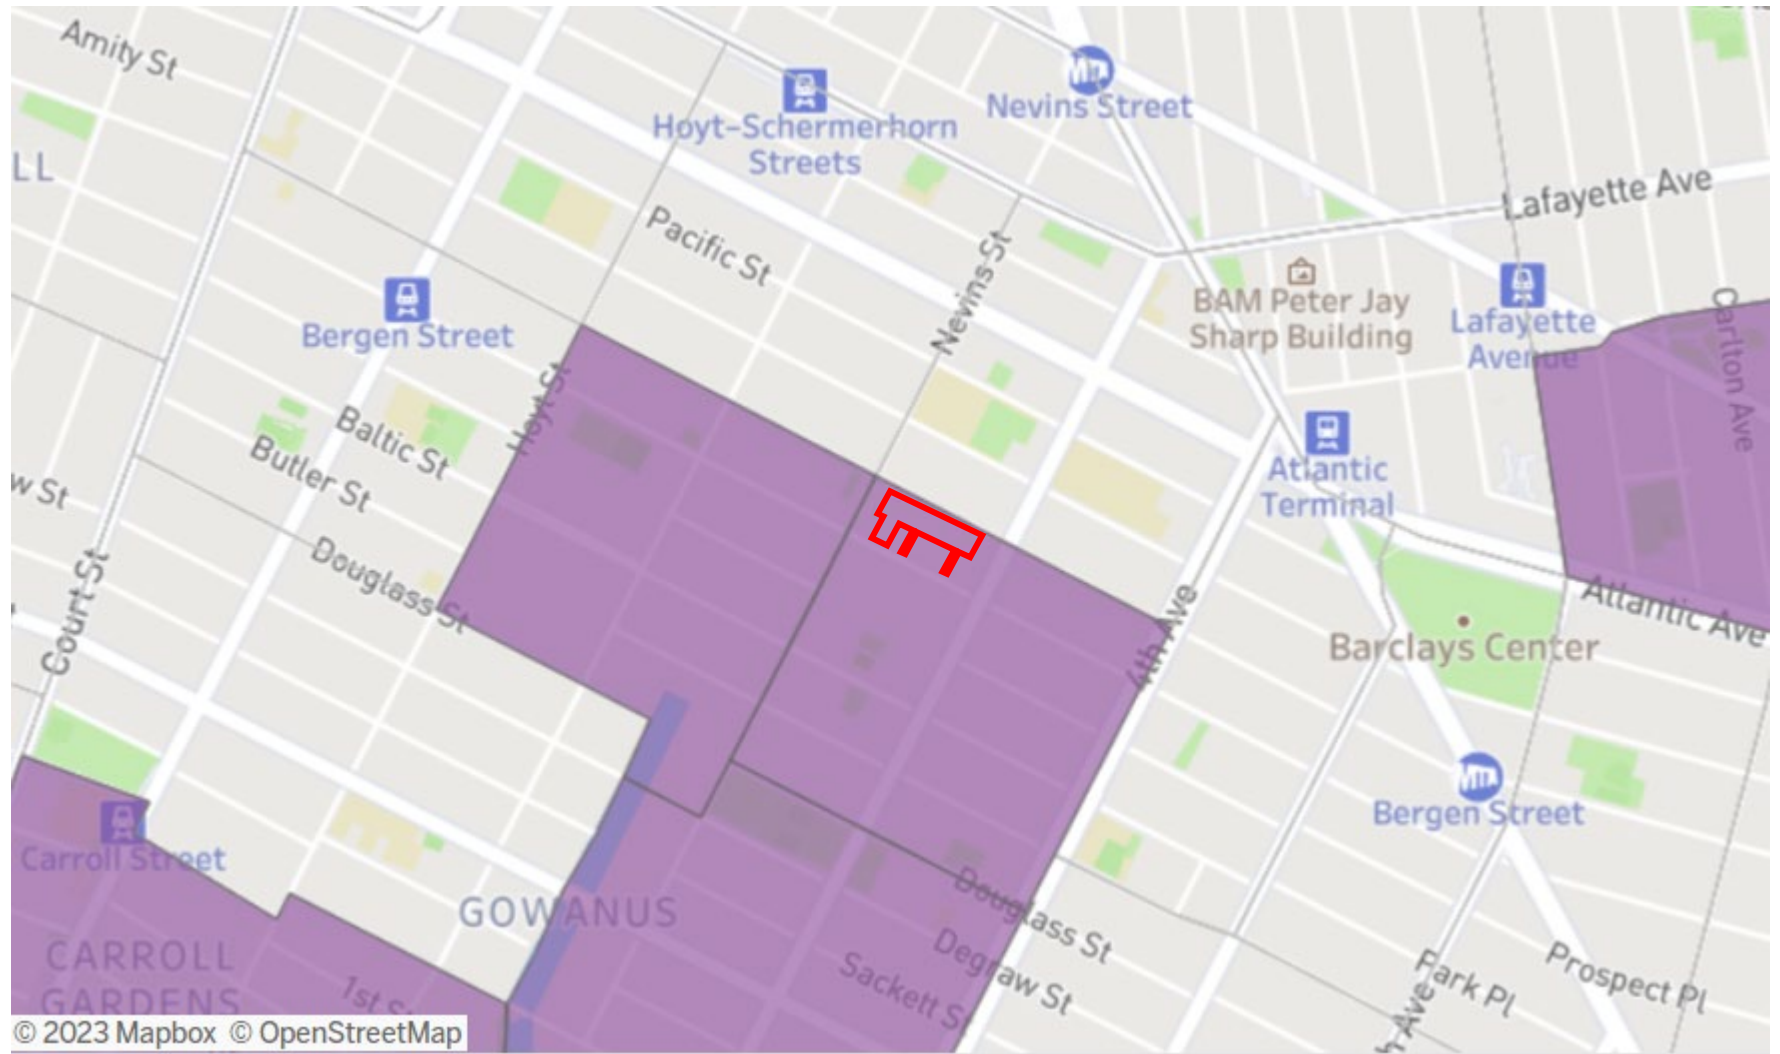 Amity St
LL
Hoyt-Schermerhorn
Streets
MTA
Nevins Street
Lafayette Ave
Pacific St
Nevins St
BAM Peter Jay
Sharp Building
Lafayette
Avenue
Carlton Ave
Bergen Street
Hoyt St
Baltic St
Butler St
w St
Atlantic
Terminal
Douglass St
Court St
4th Ave
Atlantic Ave
Barclays Center
MTA
Bergen Street
Carroll Street
GOWANUS
Douglass St
Degraw St
Sackett S
CARROLL
GARDENS
1st St
Park Pl
Prospect Pl
h Ave
© 2023 Mapbox © OpenStreetMap